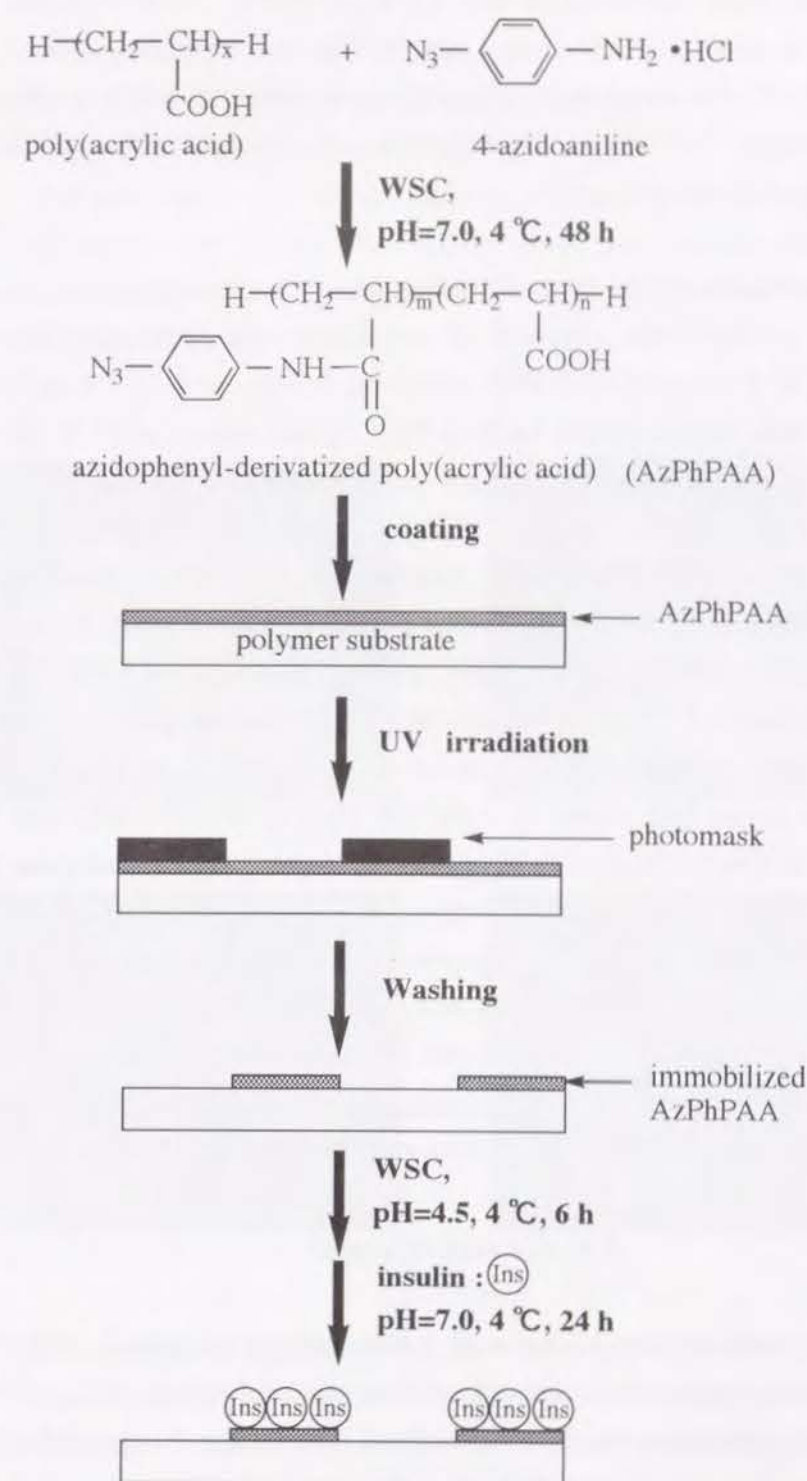 H-(CH₂-CH)x-H + N₃- -NH₂ •HCl
COOH
poly(acrylic acid) 4-azidoaniline
WSC,
pH=7.0, 4 ℃, 48 h
H-(CH₂-CH)m(CH₂-CH)n-H
N₃- -NH-C COOH
O
azidophenyl-derivatized poly(acrylic acid) (AzPhPAA)
coating
AzPhPAA
polymer substrate
UV irradiation
photomask
Washing
immobilized
AzPhPAA
WSC,
pH=4.5, 4 ℃, 6 h
insulin : Ins
pH=7.0, 4 ℃, 24 h
Ins Ins Ins Ins Ins Ins